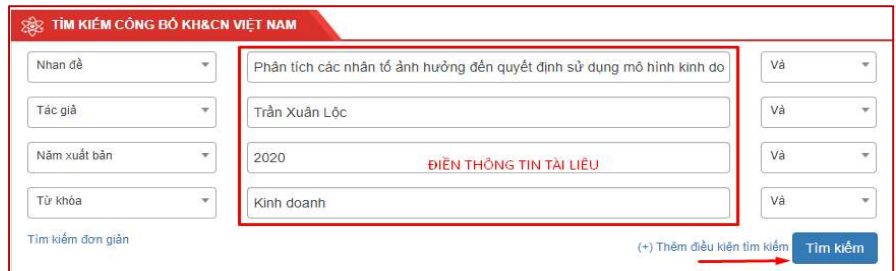 TÌM KIẾM CÔNG BỐ KH&CN VIỆT NAM
Nhan đề Phân tích các nhân tố ảnh hưởng đến quyết định sử dụng mô hình kinh do Và
Tác giả Trần Xuân Lộc Và
Năm xuất bản 2020 ĐIỀN THÔNG TIN TÀI LIỆU Và
Từ khóa Kinh doanh Và
Tìm kiếm đơn giản (+) Thêm điều kiện tìm kiếm Tìm kiếm